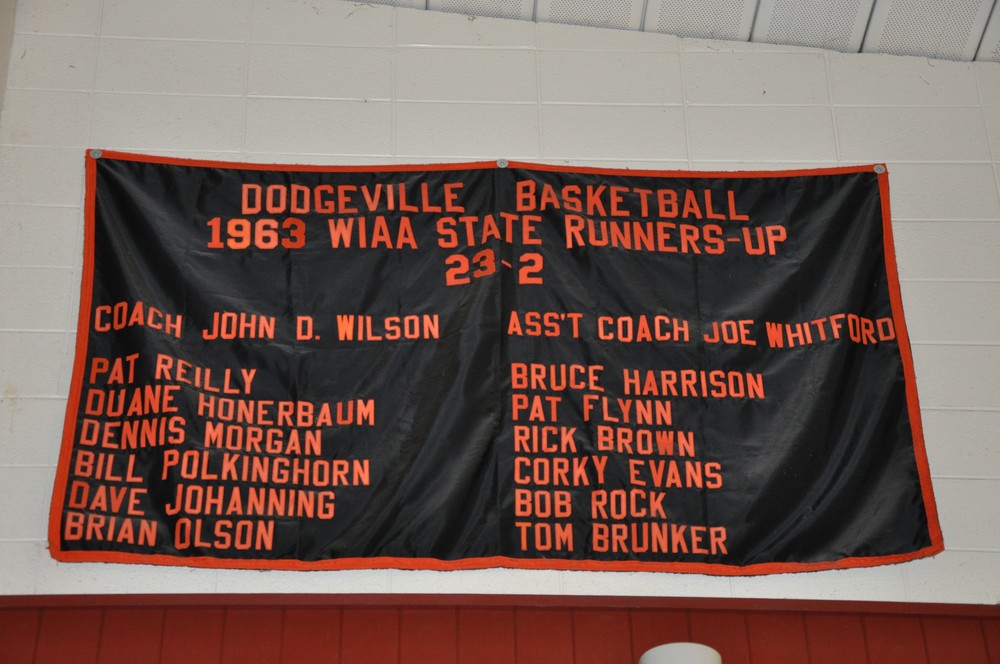 DODGEVILLE BASKETBALL
1963 WIAA STATE RUNNERS-UP
23-2
COACH JOHN D. WILSON
ASS'T COACH JOE WHITFORD
PAT REILLY
DUANE HONERBAUM
DENNIS MORGAN
BILL POLKINGHORN
DAVE JOHANNING
BRIAN OLSON
BRUCE HARRISON
PAT FLYNN
RICK BROWN
CORKY EVANS
BOB ROCK
TOM BRUNKER